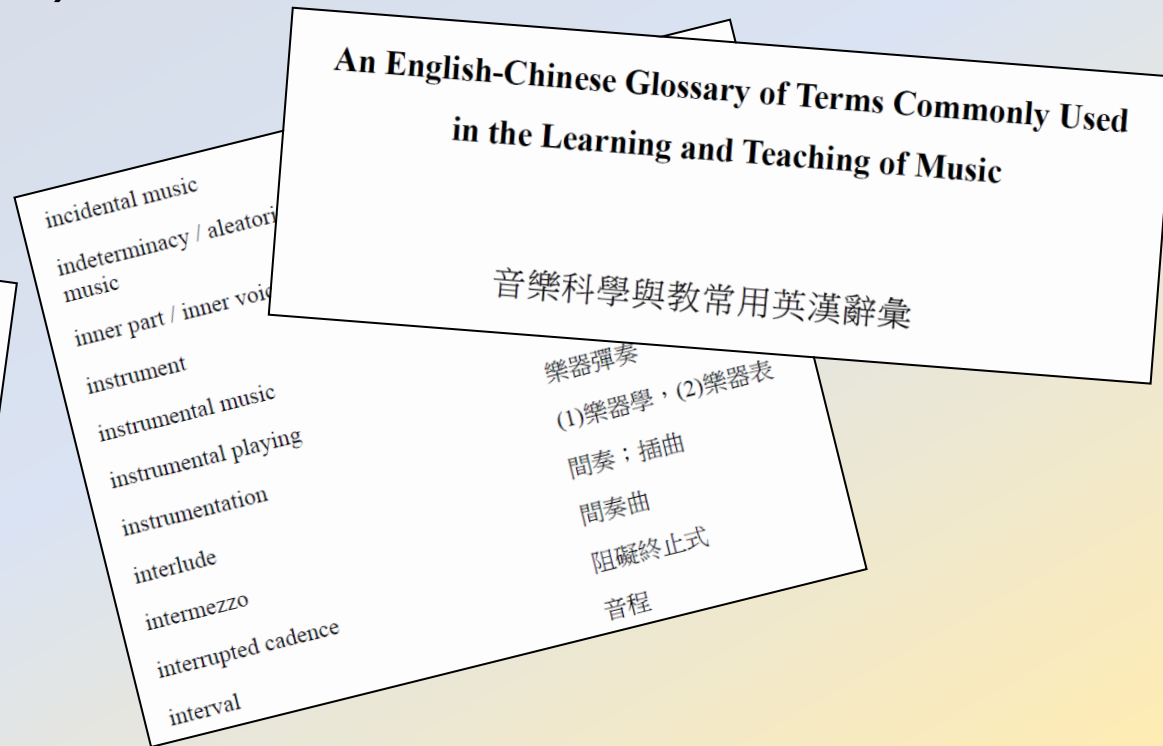 An English-Chinese Glossary of Terms Commonly Used
in the Learning and Teaching of Music
音樂科學與教常用英漢辭彙
incidental music
indeterminacy / aleatori
music
inner part / inner voic
instrument
instrumental music
instrumental playing 樂器彈奏
instrumentation (1)樂器學，(2)樂器表
interlude 間奏；插曲
intermezzo 間奏曲
interrupted cadence 阻礙終止式
interval 音程